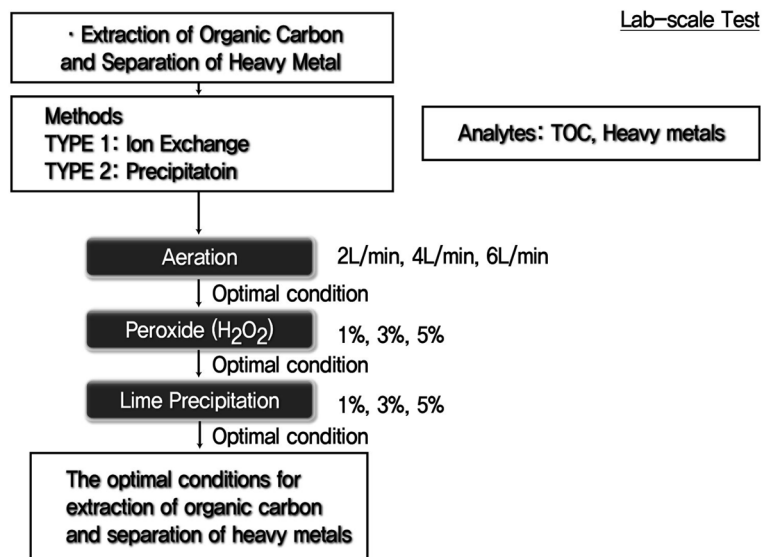 Lab-scale Test
· Extraction of Organic Carbon
and Separation of Heavy Metal
Methods
TYPE 1: Ion Exchange
TYPE 2: Precipitatoin
Analytes: TOC, Heavy metals
Aeration
2L/min, 4L/min, 6L/min
Optimal condition
Peroxide (H₂O₂)
1%, 3%, 5%
Optimal condition
Lime Precipitation
1%, 3%, 5%
Optimal condition
The optimal conditions for
extraction of organic carbon
and separation of heavy metals